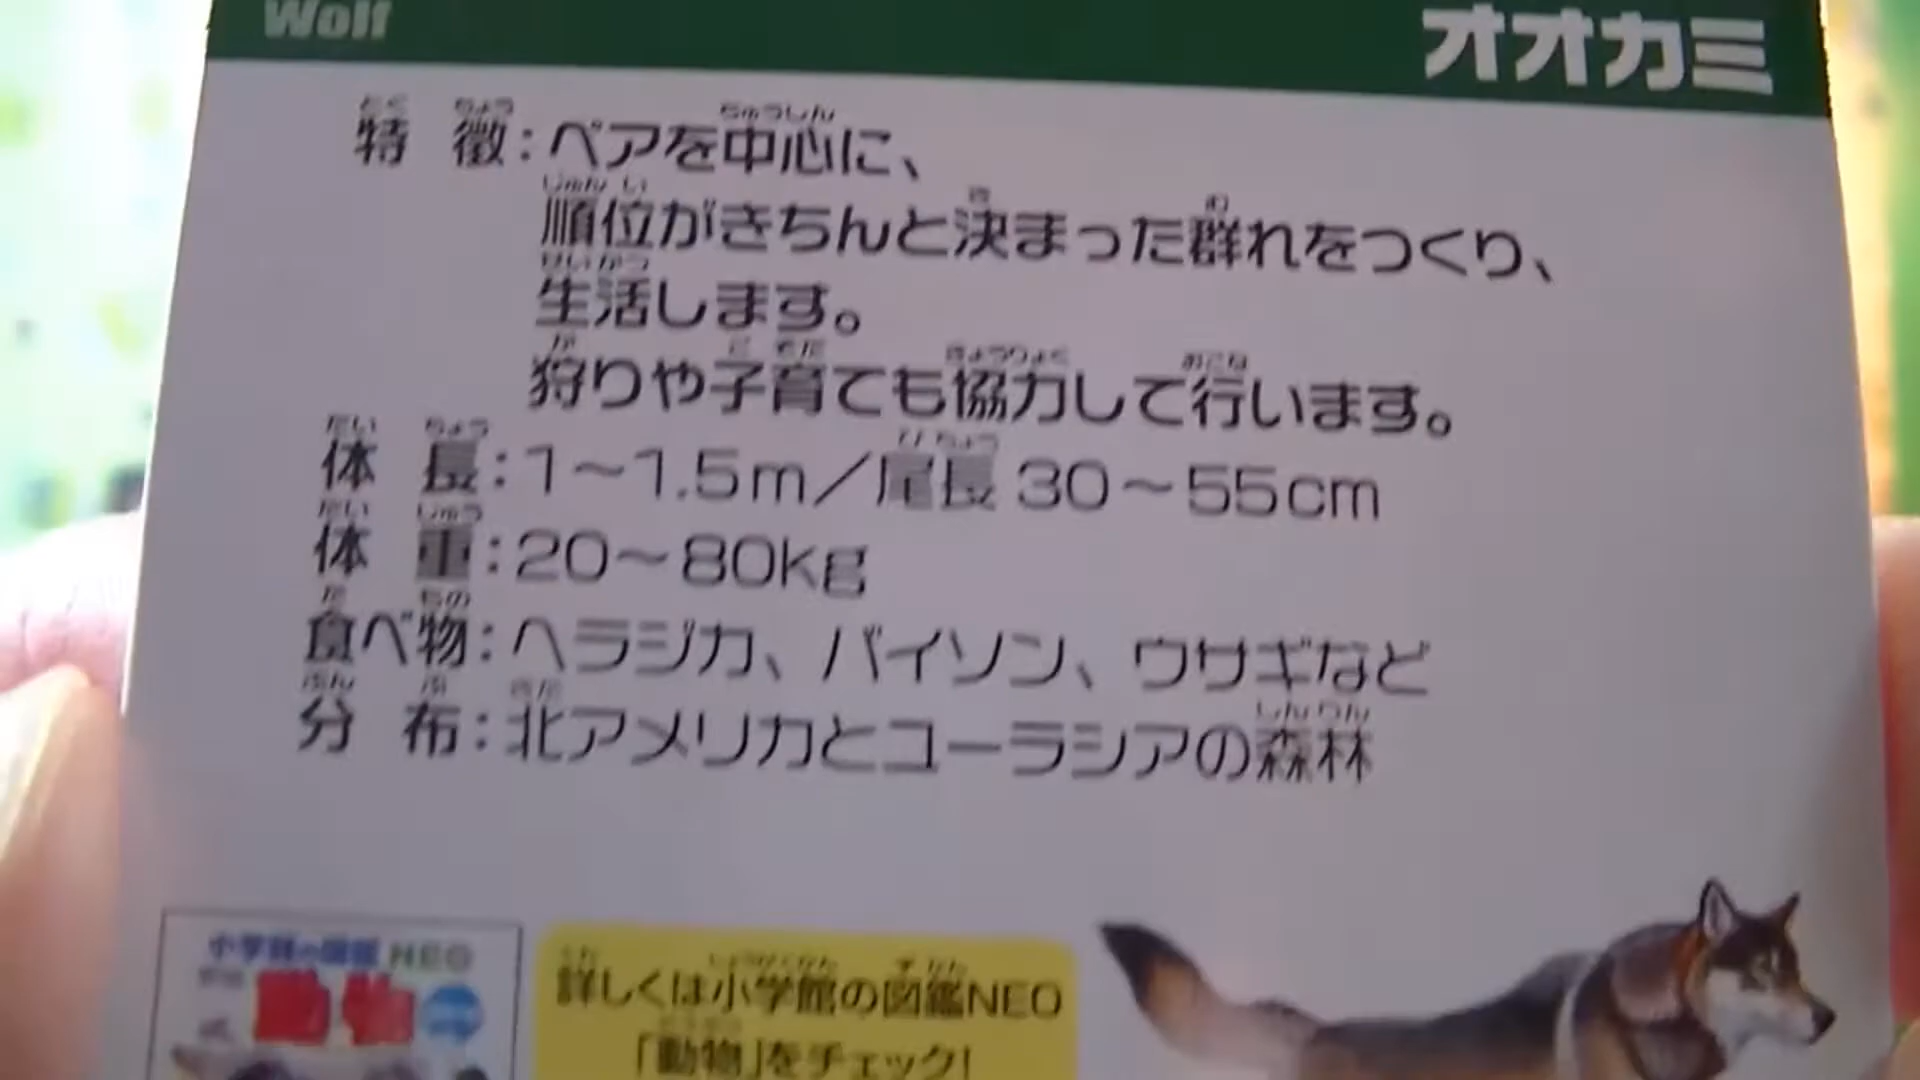 Wolf
オオカミ
特徴：ペアを中心に、
順位がきちんと決まった群れをつくり、
生活します。
狩りや子育ても協力して行います。
体長：1～1.5m／尾長 30～55cm
体重：20～80kg
食べ物：ヘラジカ、バイソン、ウサギなど
分布：北アメリカとユーラシアの森林
小学館の図鑑 NEO
動物
詳しくは小学館の図鑑NEO
「動物」をチェック!